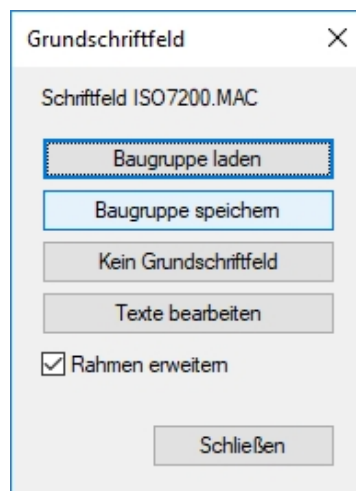 Grundschriftfeld
Schriftfeld ISO7200.MAC
Baugruppe laden
Baugruppe speichern
Kein Grundschriftfeld
Texte bearbeiten
Rahmen erweitern
Schließen